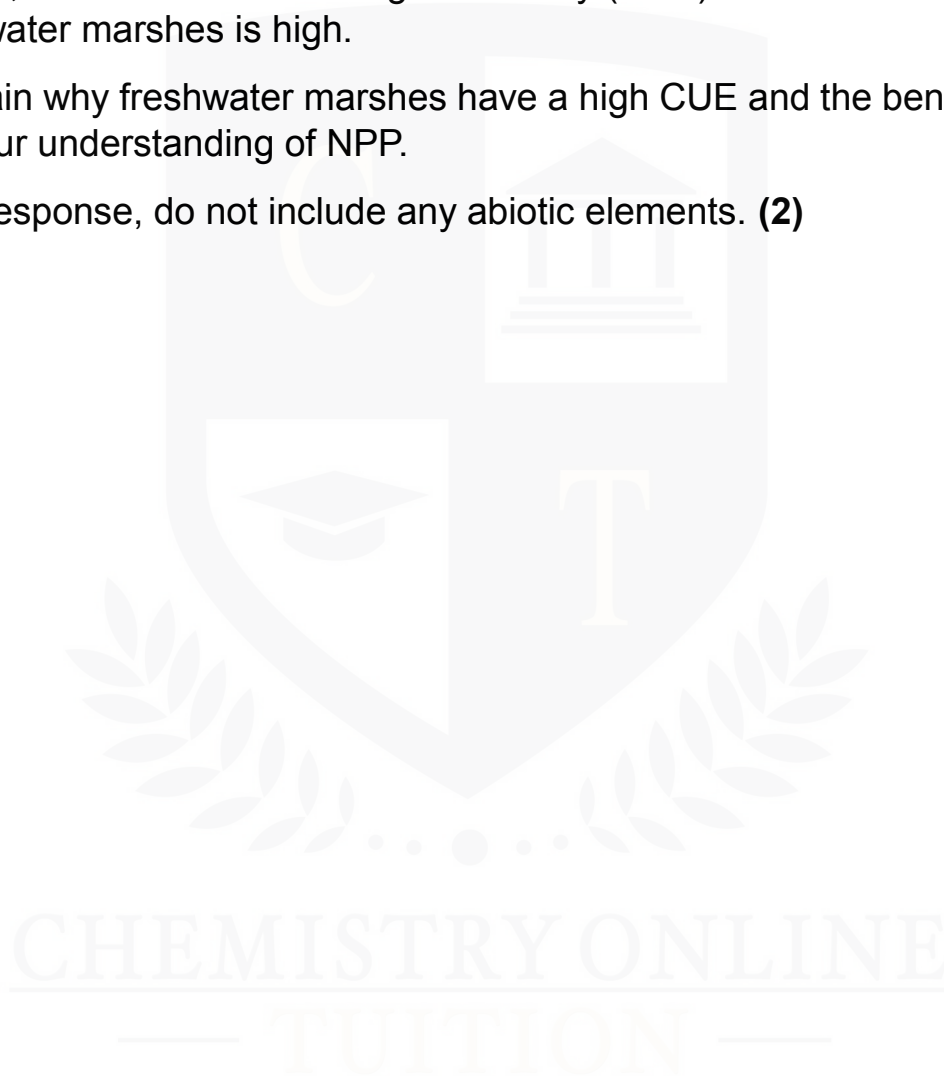 water marshes is high.
ain why freshwater marshes have a high CUE and the ben
ur understanding of NPP.
esponse, do not include any abiotic elements. (2)
C
T
CHEMISTRY ONLINE
— TUITION —